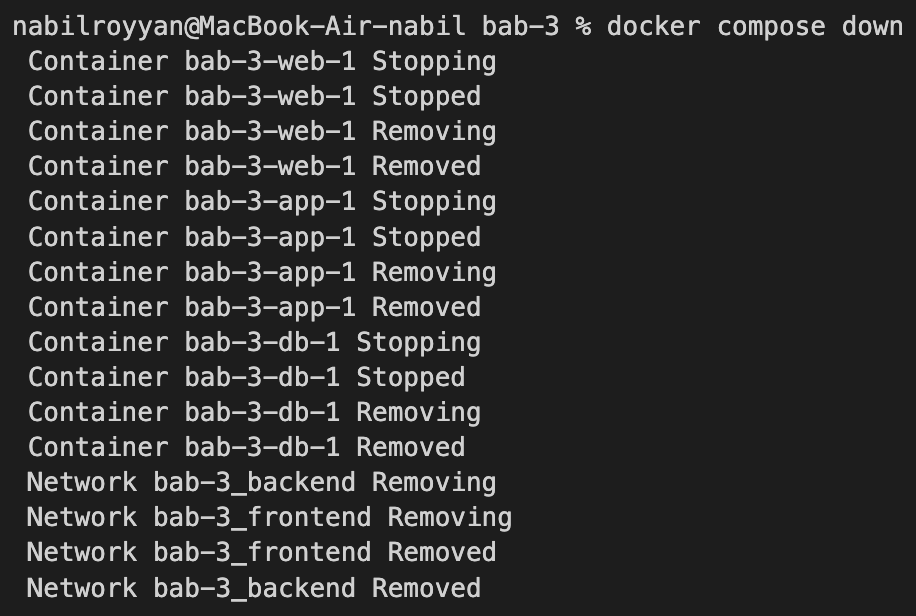 nabilroyyan@MacBook-Air-nabil bab-3 % docker compose down
Container bab-3-web-1 Stopping
Container bab-3-web-1 Stopped
Container bab-3-web-1 Removing
Container bab-3-web-1 Removed
Container bab-3-app-1 Stopping
Container bab-3-app-1 Stopped
Container bab-3-app-1 Removing
Container bab-3-app-1 Removed
Container bab-3-db-1 Stopping
Container bab-3-db-1 Stopped
Container bab-3-db-1 Removing
Container bab-3-db-1 Removed
Network bab-3_backend Removing
Network bab-3_frontend Removing
Network bab-3_frontend Removed
Network bab-3_backend Removed